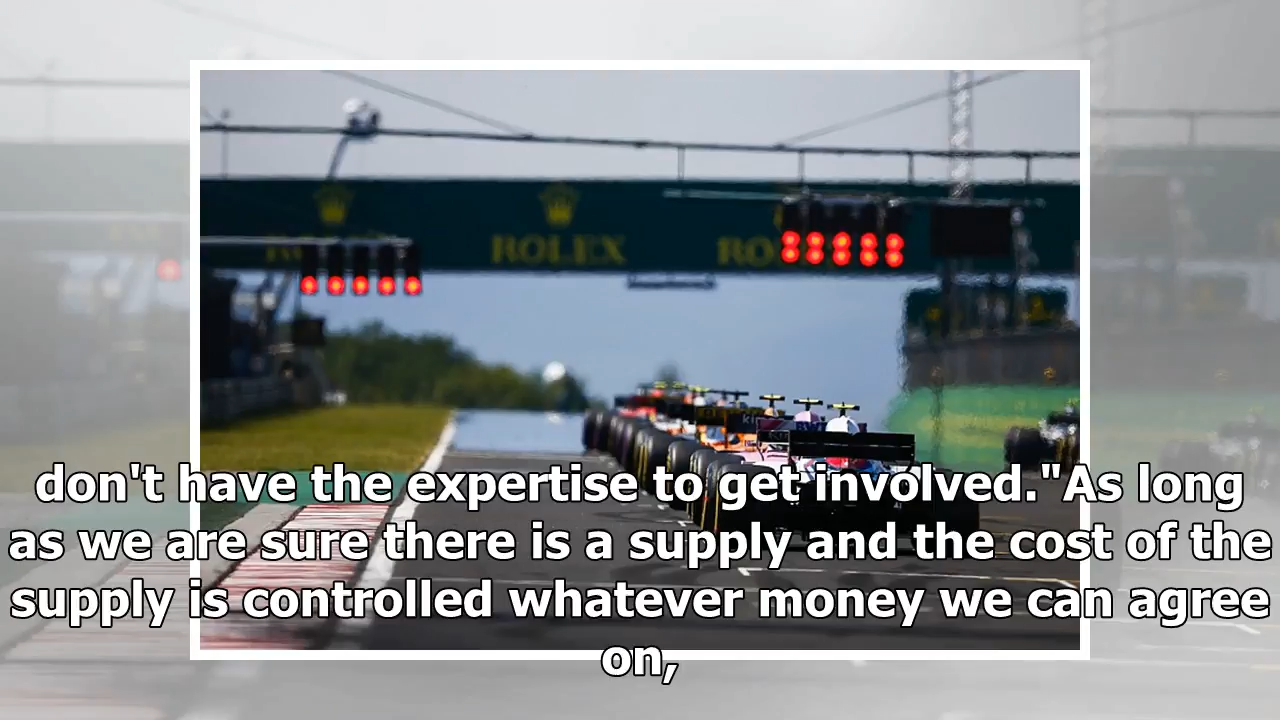 ROLEX
don't have the expertise to get involved."As long
as we are sure there is a supply and the cost of the
supply is controlled whatever money we can agree
on,